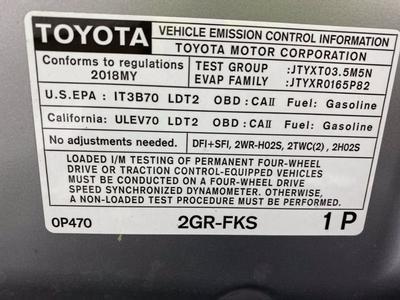 TOYOTA
VEHICLE EMISSION CONTROL INFORMATION
TOYOTA MOTOR CORPORATION
Conforms to regulations
2018MY
TEST GROUP :JTYXT03.5M5N
EVAP FAMILY :JTYXR0165P82
U.S.EPA : IT3B70 LDT2 OBD : CAII Fuel: Gasoline
California: ULEV70 LDT2 OBD : CAII Fuel: Gasoline
No adjustments needed.
DFI+SFI, 2WR-HO2S, 2TWC(2), 2HO2S
LOADED I/M TESTING OF PERMANENT FOUR-WHEEL
DRIVE OR TRACTION CONTROL-EQUIPPED VEHICLES
MUST BE CONDUCTED ON A FOUR-WHEEL DRIVE
SPEED SYNCHRONIZED DYNAMOMETER. OTHERWISE,
A NON-LOADED TEST PROCEDURE MUST BE PERFORMED.
0P470
2GR-FKS
1 P